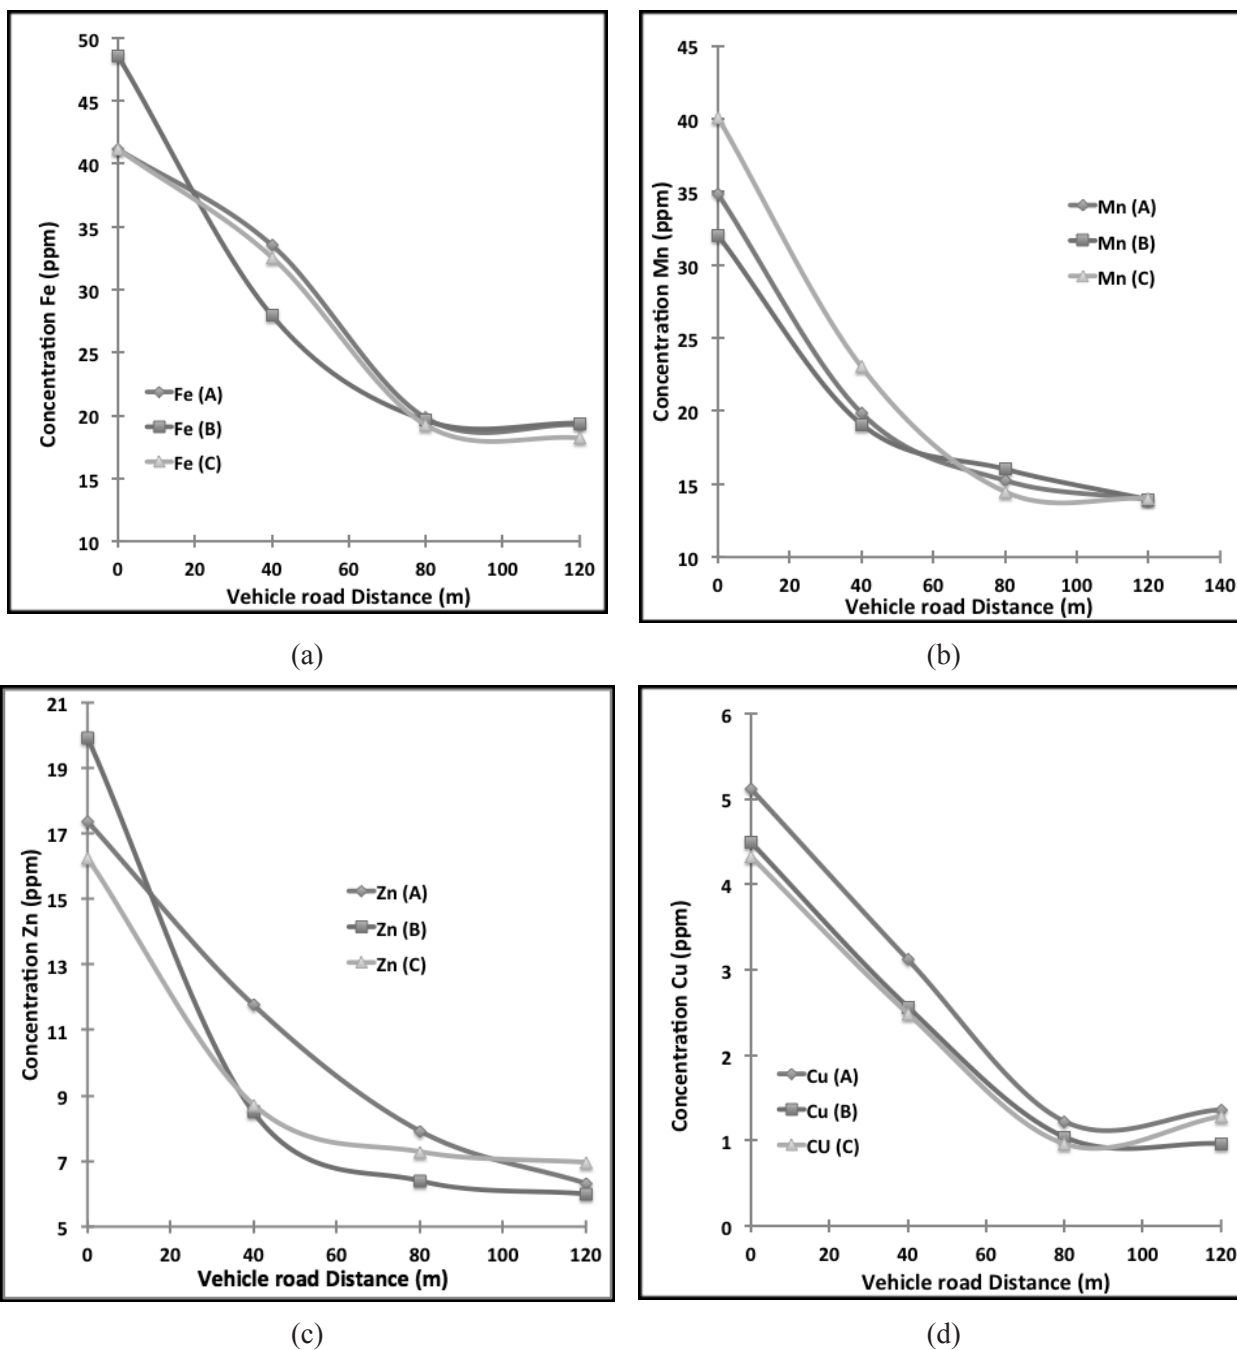 50
45
40
35
30
25
20
15
10
0 20 40 60 80 100 120
Concentration Fe (ppm)
Vehicle road Distance (m)
Fe (A)
Fe (B)
Fe (C)
(a)
45
40
35
30
25
20
15
10
0 20 40 60 80 100 120 140
Concentration Mn (ppm)
Vehicle road Distance (m)
Mn (A)
Mn (B)
Mn (C)
(b)
21
19
17
15
13
11
9
7
5
0 20 40 60 80 100 120
Concentration Zn (ppm)
Vehicle road Distance (m)
Zn (A)
Zn (B)
Zn (C)
(c)
6
5
4
3
2
1
0
0 20 40 60 80 100 120
Concentration Cu (ppm)
Vehicle road Distance (m)
Cu (A)
Cu (B)
CU (C)
(d)